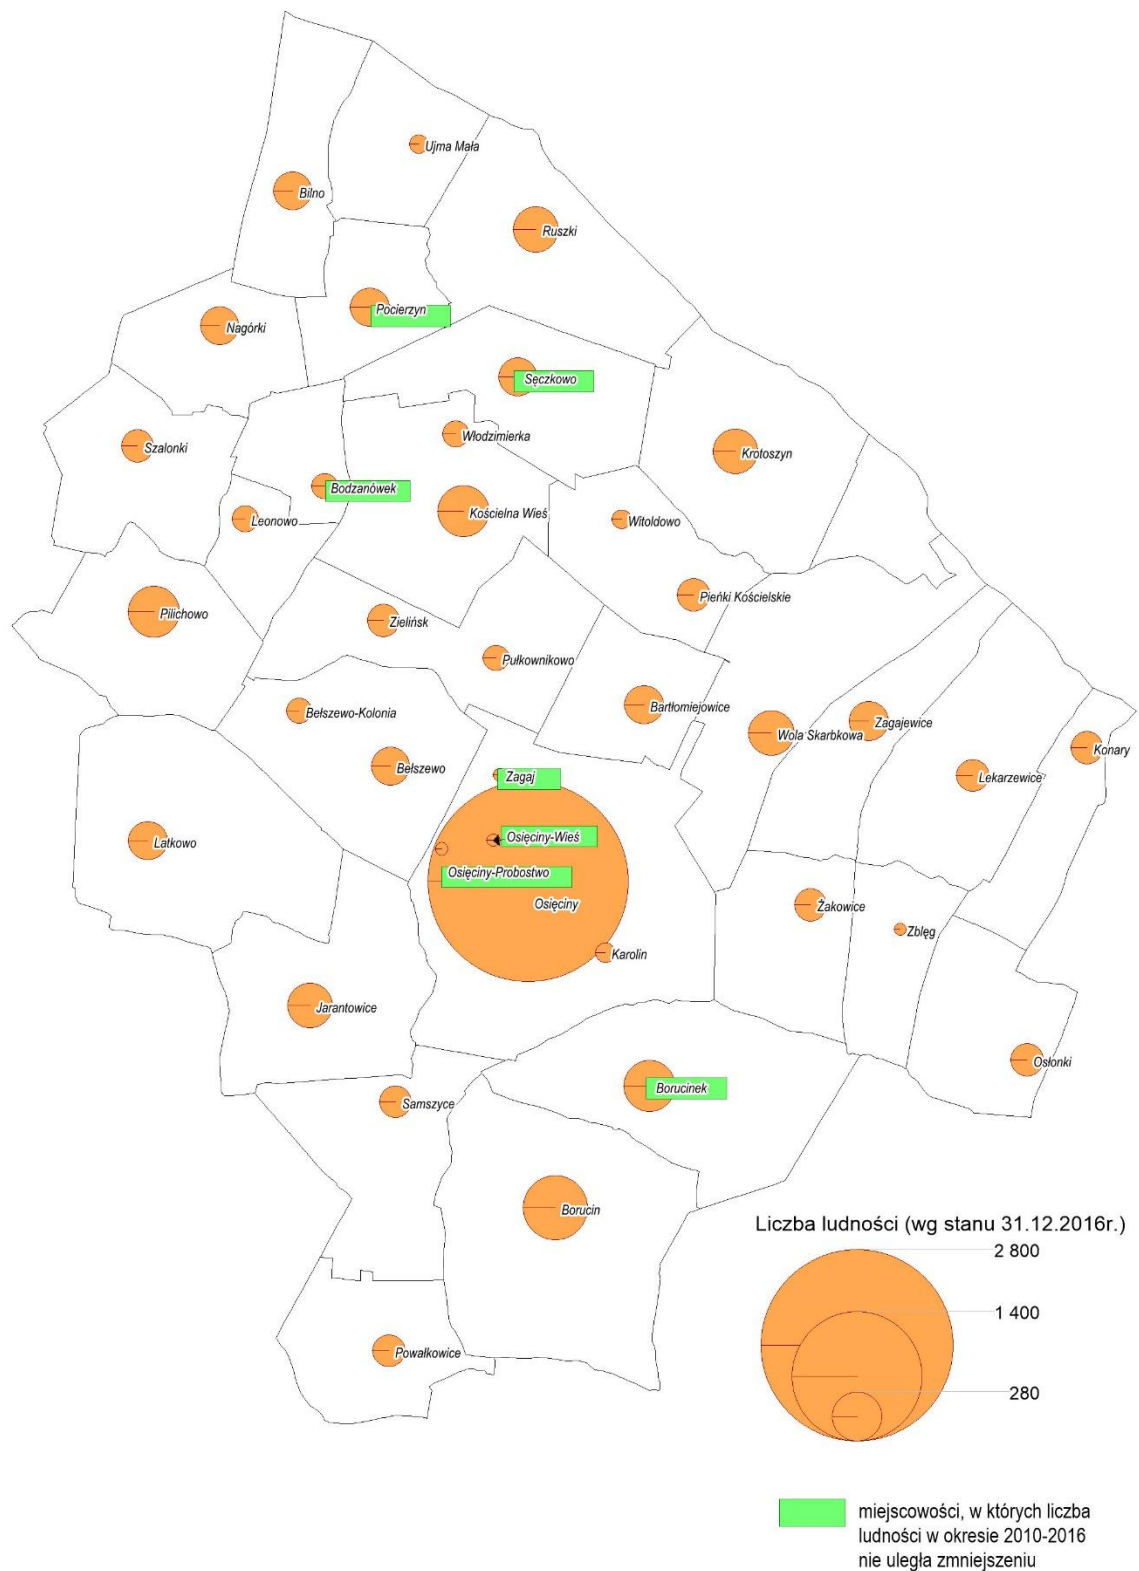 Ujma Mała
Bilno
Ruszki
Pocierzyn
Nagórki
Sęczkowo
Włodzimierka
Szalonki
Krotoszyn
Bodzanówek
Kościelna Wieś
Leonowo
Witoldowo
Pieńki Kościelskie
Pilichowo
Zielińsk
Pułkownikowo
Bełszewo-Kolonia
Bartłomiejowice
Zagajewice
Wola Skarbkowa
Konary
Bełszewo
Zagaj
Lekarzewice
Osięciny-Wieś
Latkowo
Osięciny-Probostwo
Osięciny
Żakowice
Zblęg
Karolin
Jarantowice
Osłonki
Borucinek
Samszyce
Borucin
Powałkowice
Liczba ludności (wg stanu 31.12.2016r.)
2 800
1 400
280
miejscowości, w których liczba
ludności w okresie 2010-2016
nie uległa zmniejszeniu